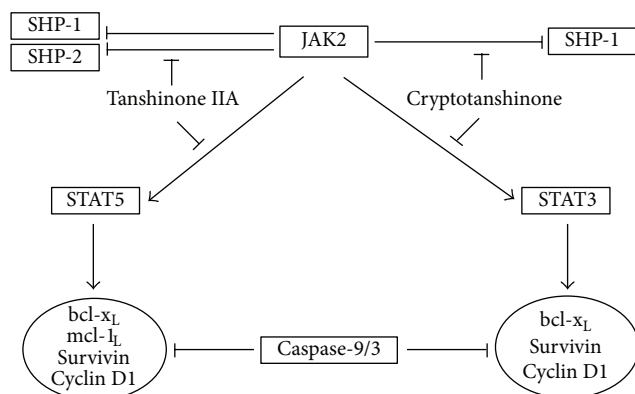 SHP-1
SHP-2
JAK2
SHP-1
Tanshinone IIA
Cryptotanshinone
STAT5
STAT3
bcl-xL
mcl-1L
Survivin
Cyclin D1
Caspase-9/3
bcl-xL
Survivin
Cyclin D1